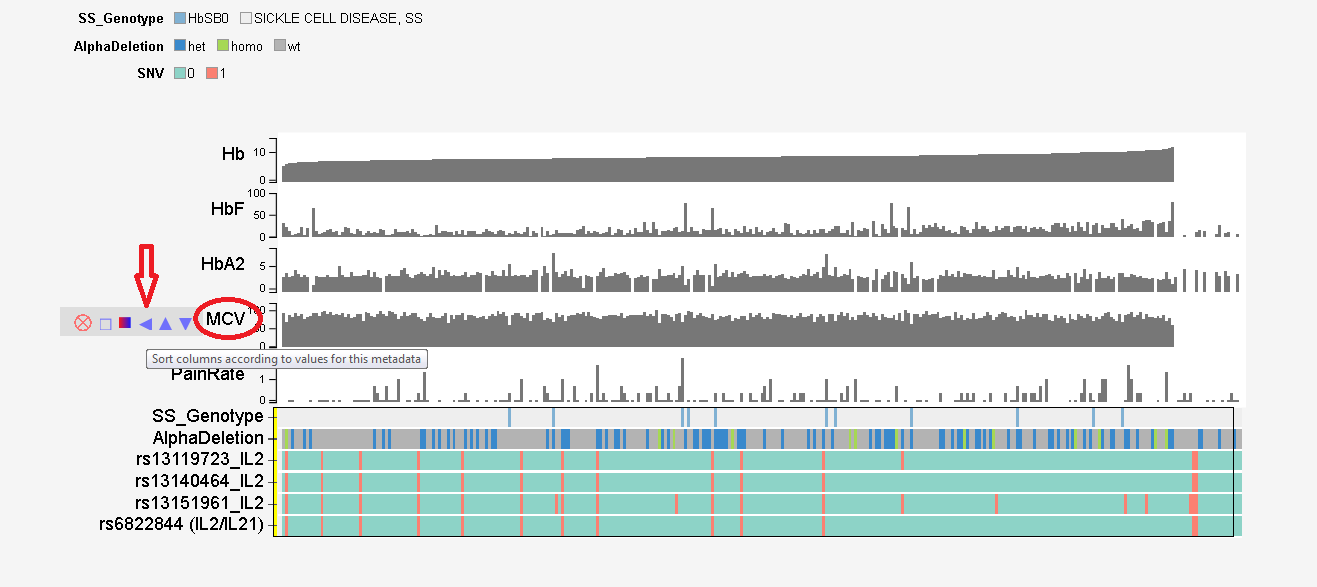 SS_Genotype HbSB0 SICKLE CELL DISEASE, SS
AlphaDeletion het homo wt
SNV 0 1
Hb 10 0
HbF 100 50 0
HbA2 5 0
MCV 0
Sort columns according to values for this metadata
PainRate 1 0
SS_Genotype
AlphaDeletion
rs13119723_IL2
rs13140464_IL2
rs13151961_IL2
rs6822844 (IL2/IL21)